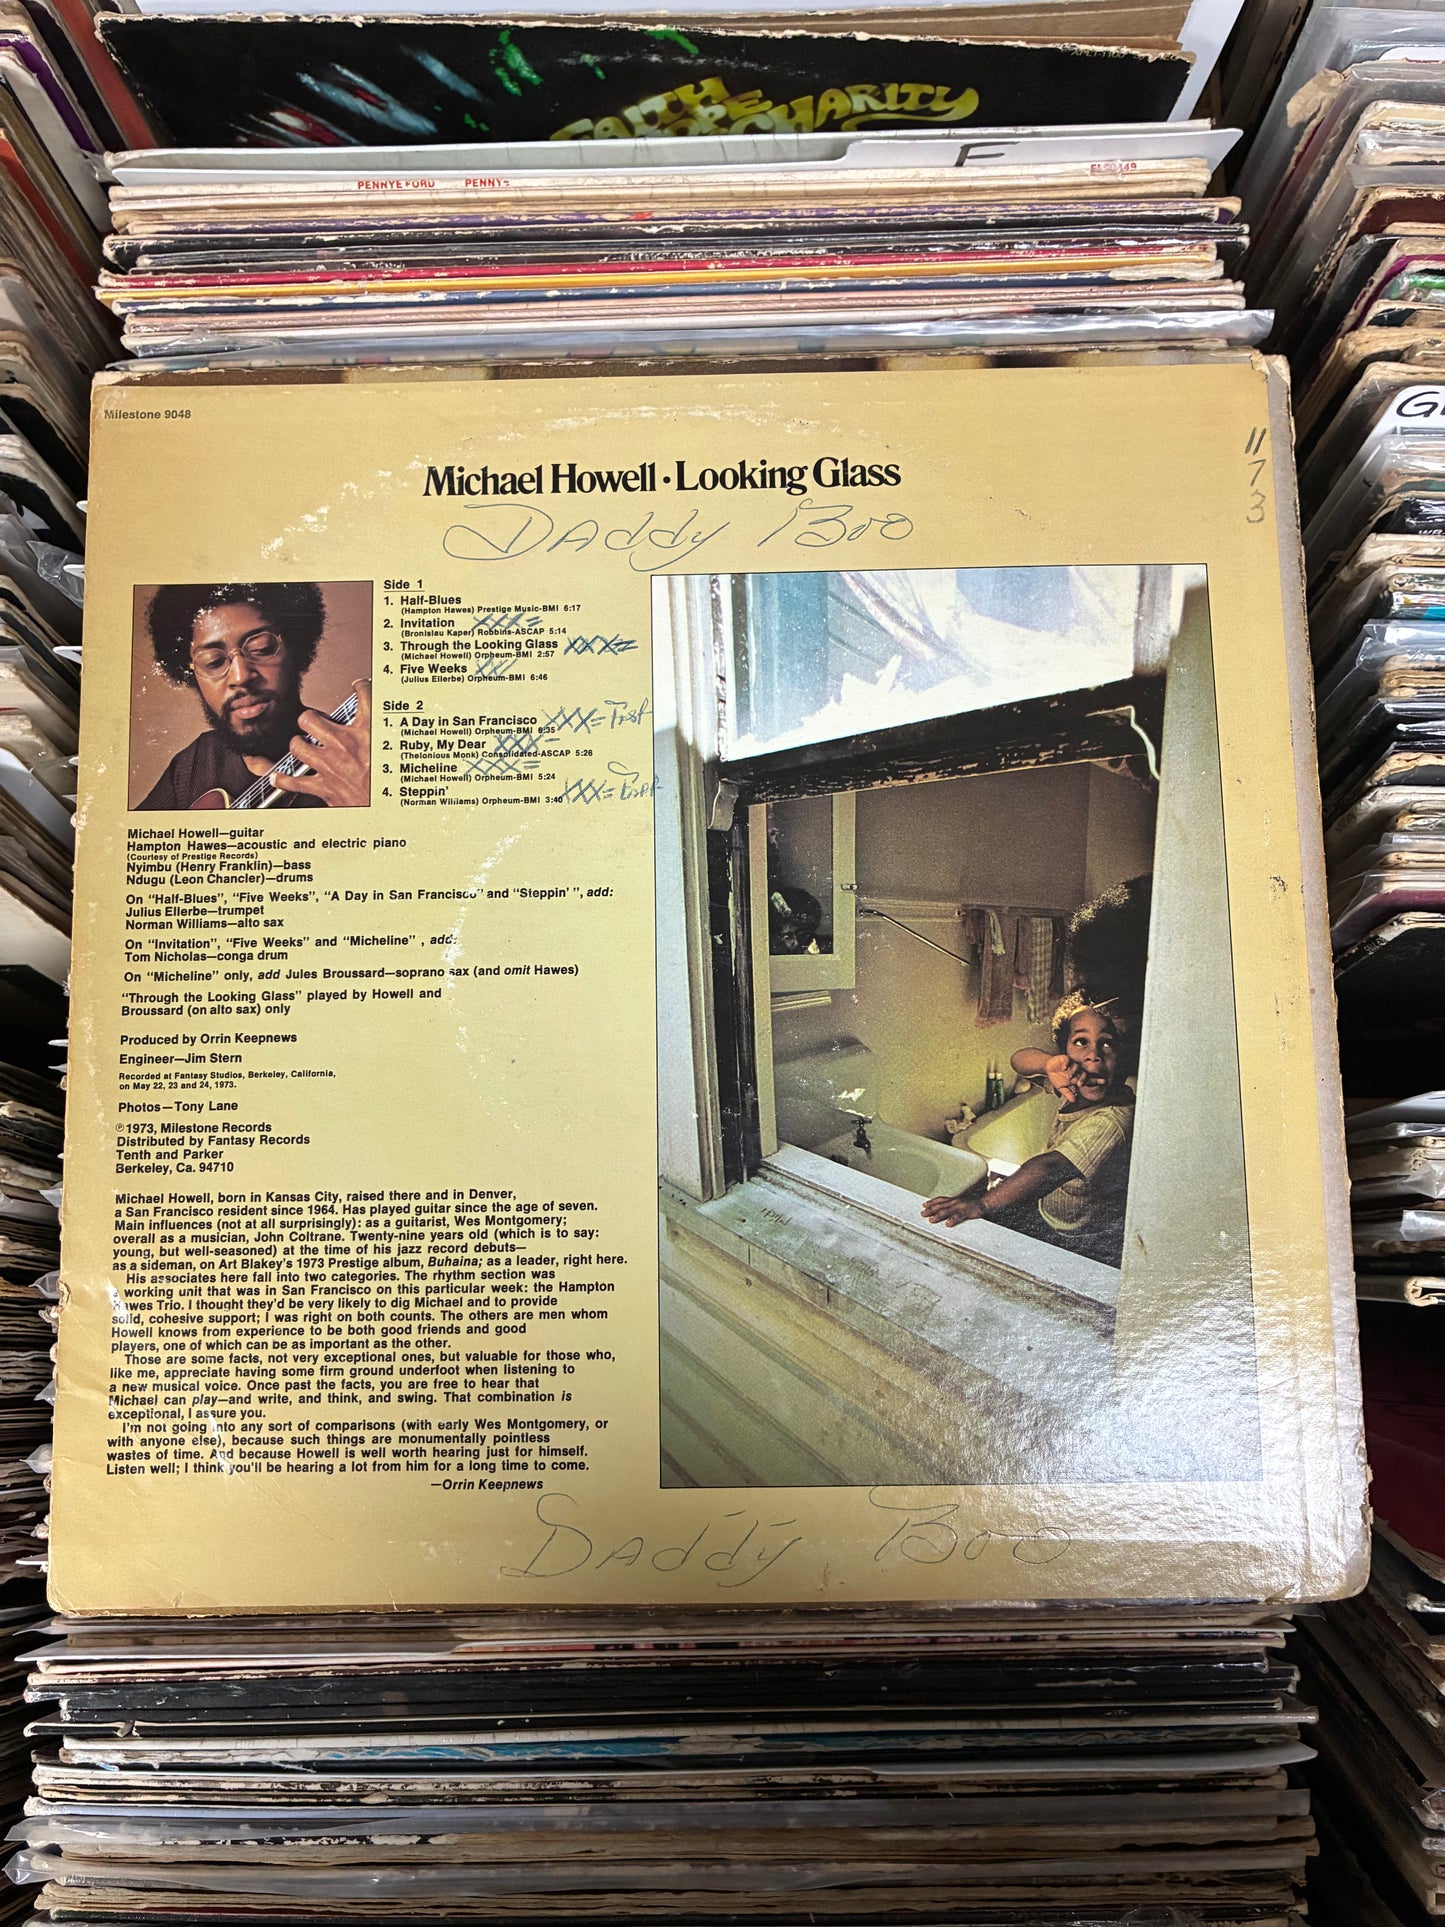 FAITH
HOPE
& CHARITY
F
PENNYE FORD PENNY
Milestone 9048
11
7
3
Michael Howell • Looking Glass
Daddy Boo
Side 1
1. Half-Blues
(Hampton Hawes) Prestige Music-BMI 6:17
2. Invitation XXX=
(Bronislau Kaper) Robbins-ASCAP 5:14
3. Through the Looking Glass XXX=
(Michael Howell) Orpheum-BMI 2:57
4. Five Weeks
(Julius Ellerbe) Orpheum-BMI 6:46
Side 2
1. A Day in San Francisco XXX=
(Michael Howell) Orpheum-BMI 6:35
2. Ruby, My Dear XXX=
(Thelonious Monk) Consolidated-ASCAP 5:26
3. Micheline XXX=
(Michael Howell) Orpheum-BMI 5:24
4. Steppin' XXX=
(Norman Williams) Orpheum-BMI 3:40
Michael Howell—guitar
Hampton Hawes—acoustic and electric piano
(Courtesy of Prestige Records)
Nyimbu (Henry Franklin)—bass
Ndugu (Leon Chancler)—drums
On "Half-Blues", "Five Weeks", "A Day in San Francisco" and "Steppin' ", add:
Julius Ellerbe—trumpet
Norman Williams—alto sax
On "Invitation", "Five Weeks" and "Micheline" , add:
Tom Nicholas—conga drum
On "Micheline" only, add Jules Broussard—soprano sax (and omit Hawes)
"Through the Looking Glass" played by Howell and
Broussard (on alto sax) only
Produced by Orrin Keepnews
Engineer—Jim Stern
Recorded at Fantasy Studios, Berkeley, California,
on May 22, 23 and 24, 1973.
Photos—Tony Lane
℗1973, Milestone Records
Distributed by Fantasy Records
Tenth and Parker
Berkeley, Ca. 94710
Michael Howell, born in Kansas City, raised there and in Denver,
a San Francisco resident since 1964. Has played guitar since the age of seven.
Main influences (not at all surprisingly): as a guitarist, Wes Montgomery;
overall as a musician, John Coltrane. Twenty-nine years old (which is to say:
young, but well-seasoned) at the time of his jazz record debuts—
as a sideman, on Art Blakey's 1973 Prestige album, Buhaina; as a leader, right here.
His associates here fall into two categories. The rhythm section was
a working unit that was in San Francisco on this particular week: the Hampton
Hawes Trio. I thought they'd be very likely to dig Michael and to provide
solid, cohesive support; I was right on both counts. The others are men whom
Howell knows from experience to be both good friends and good
players, one of which can be as important as the other.
Those are some facts, not very exceptional ones, but valuable for those who,
like me, appreciate having some firm ground underfoot when listening to
a new musical voice. Once past the facts, you are free to hear that
Michael can play—and write, and think, and swing. That combination is
exceptional, I assure you.
I'm not going into any sort of comparisons (with early Wes Montgomery, or
with anyone else), because such things are monumentally pointless
wastes of time. And because Howell is well worth hearing just for himself.
Listen well; I think you'll be hearing a lot from him for a long time to come.
—Orrin Keepnews
Daddy Boo